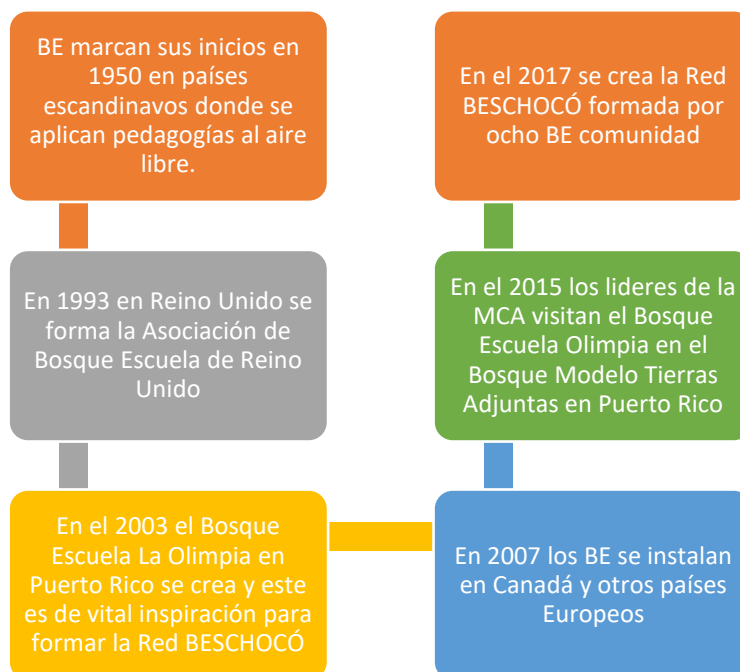 BE marcan sus inicios en
1950 en países
escandinavos donde se
aplican pedagogías al aire
libre.
En 1993 en Reino Unido se
forma la Asociación de
Bosque Escuela de Reino
Unido
En el 2003 el Bosque
Escuela La Olimpia en
Puerto Rico se crea y este
es de vital inspiración para
formar la Red BESCHOCÓ
En 2007 los BE se instalan
en Canadá y otros países
Europeos
En el 2015 los lideres de la
MCA visitan el Bosque
Escuela Olimpia en el
Bosque Modelo Tierras
Adjuntas en Puerto Rico
En el 2017 se crea la Red
BESCHOCÓ formada por
ocho BE comunidad